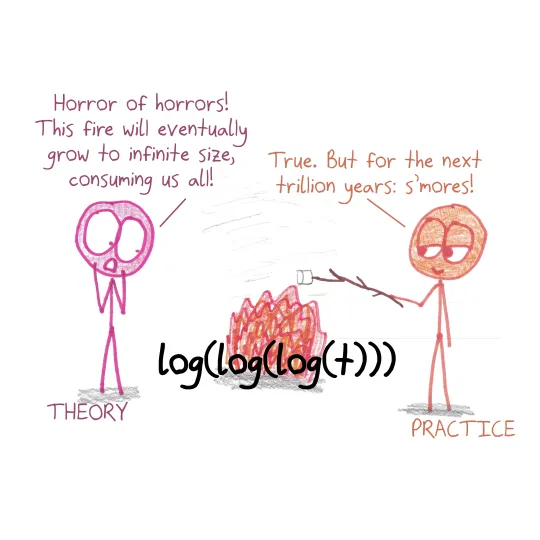 Horror of horrors!
This fire will eventually
grow to infinite size,
consuming us all!
True. But for the next
trillion years: s'mores!
log(log(log(t)))
THEORY
PRACTICE